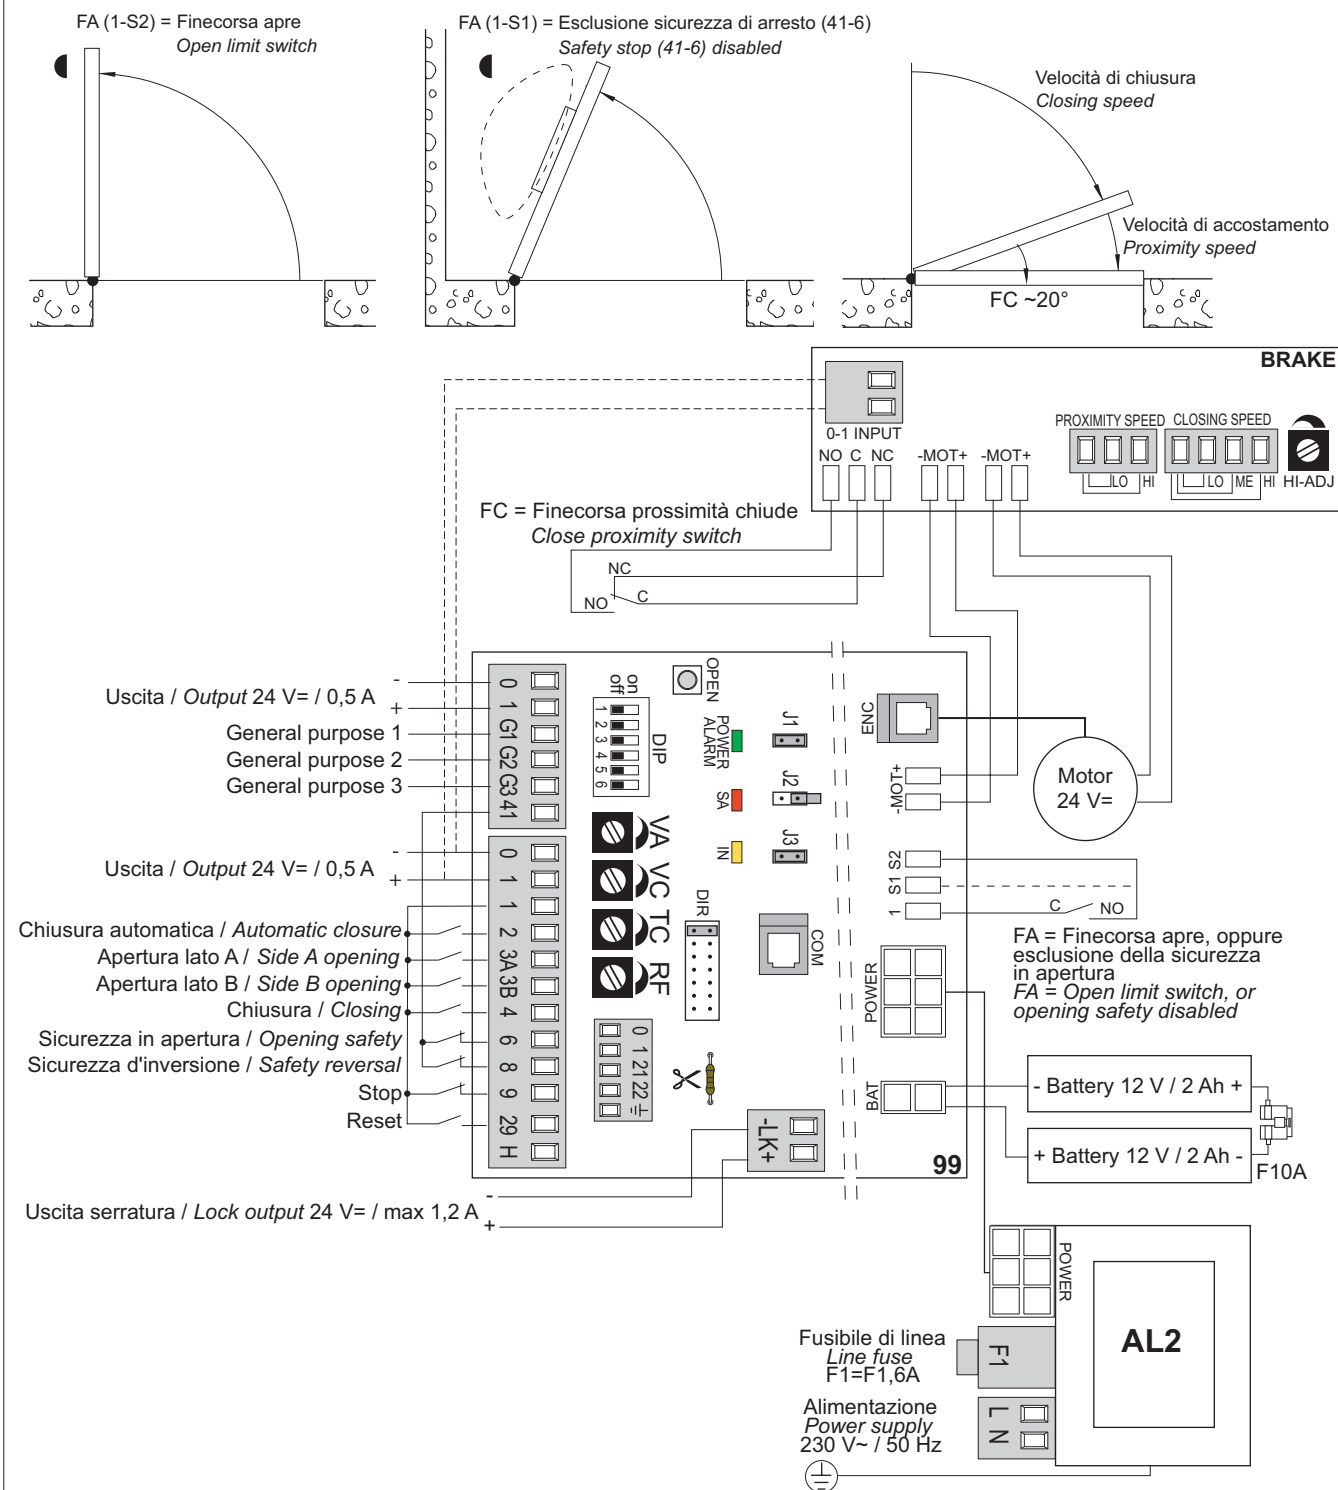 FA (1-S2) = Finecorsa apre
Open limit switch
FA (1-S1) = Esclusione sicurezza di arresto (41-6)
Safety stop (41-6) disabled
Velocità di chiusura
Closing speed
Velocità di accostamento
Proximity speed
FC ~20°
BRAKE
0-1 INPUT
PROXIMITY SPEED
CLOSING SPEED
LO HI
LO ME HI
HI-ADJ
NO C NC
-MOT+
-MOT+
FC = Finecorsa prossimità chiude
Close proximity switch
NC
NO
C
Uscita / Output 24 V= / 0,5 A
-
+
General purpose 1
General purpose 2
General purpose 3
0
1
G1
G2
G3
41
on
off
1
2
3
4
5
6
DIP
OPEN
POWER
ALARM
SA
IN
J1
J2
J3
ENC
-MOT+
Motor
24 V=
VA
VC
TC
RF
DIR
COM
Uscita / Output 24 V= / 0,5 A
-
+
Chiusura automatica / Automatic closure
Apertura lato A / Side A opening
Apertura lato B / Side B opening
Chiusura / Closing
Sicurezza in apertura / Opening safety
Sicurezza d'inversione / Safety reversal
Stop
Reset
0
1
1
2
3A
3B
4
6
8
9
29
H
0
1
21
22
S2
S1
1
C
NO
FA = Finecorsa apre, oppure
esclusione della sicurezza
in apertura
FA = Open limit switch, or
opening safety disabled
POWER
BAT
- Battery 12 V / 2 Ah +
+ Battery 12 V / 2 Ah -
F10A
-LK+
99
Uscita serratura / Lock output 24 V= / max 1,2 A
-
+
POWER
AL2
Fusibile di linea
Line fuse
F1=F1,6A
F1
Alimentazione
Power supply
230 V~ / 50 Hz
L
N